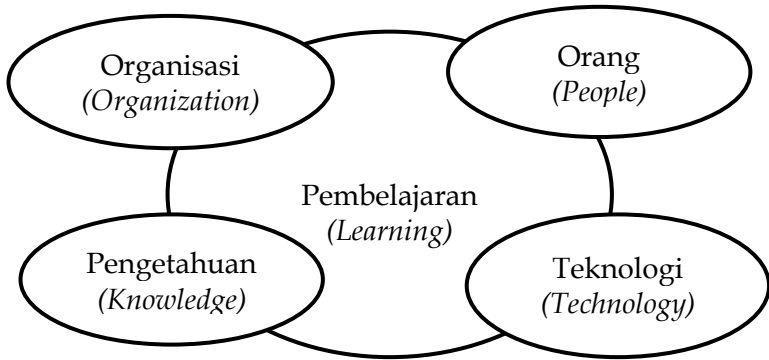 Organisasi
(Organization)
Orang
(People)
Pembelajaran
(Learning)
Pengetahuan
(Knowledge)
Teknologi
(Technology)